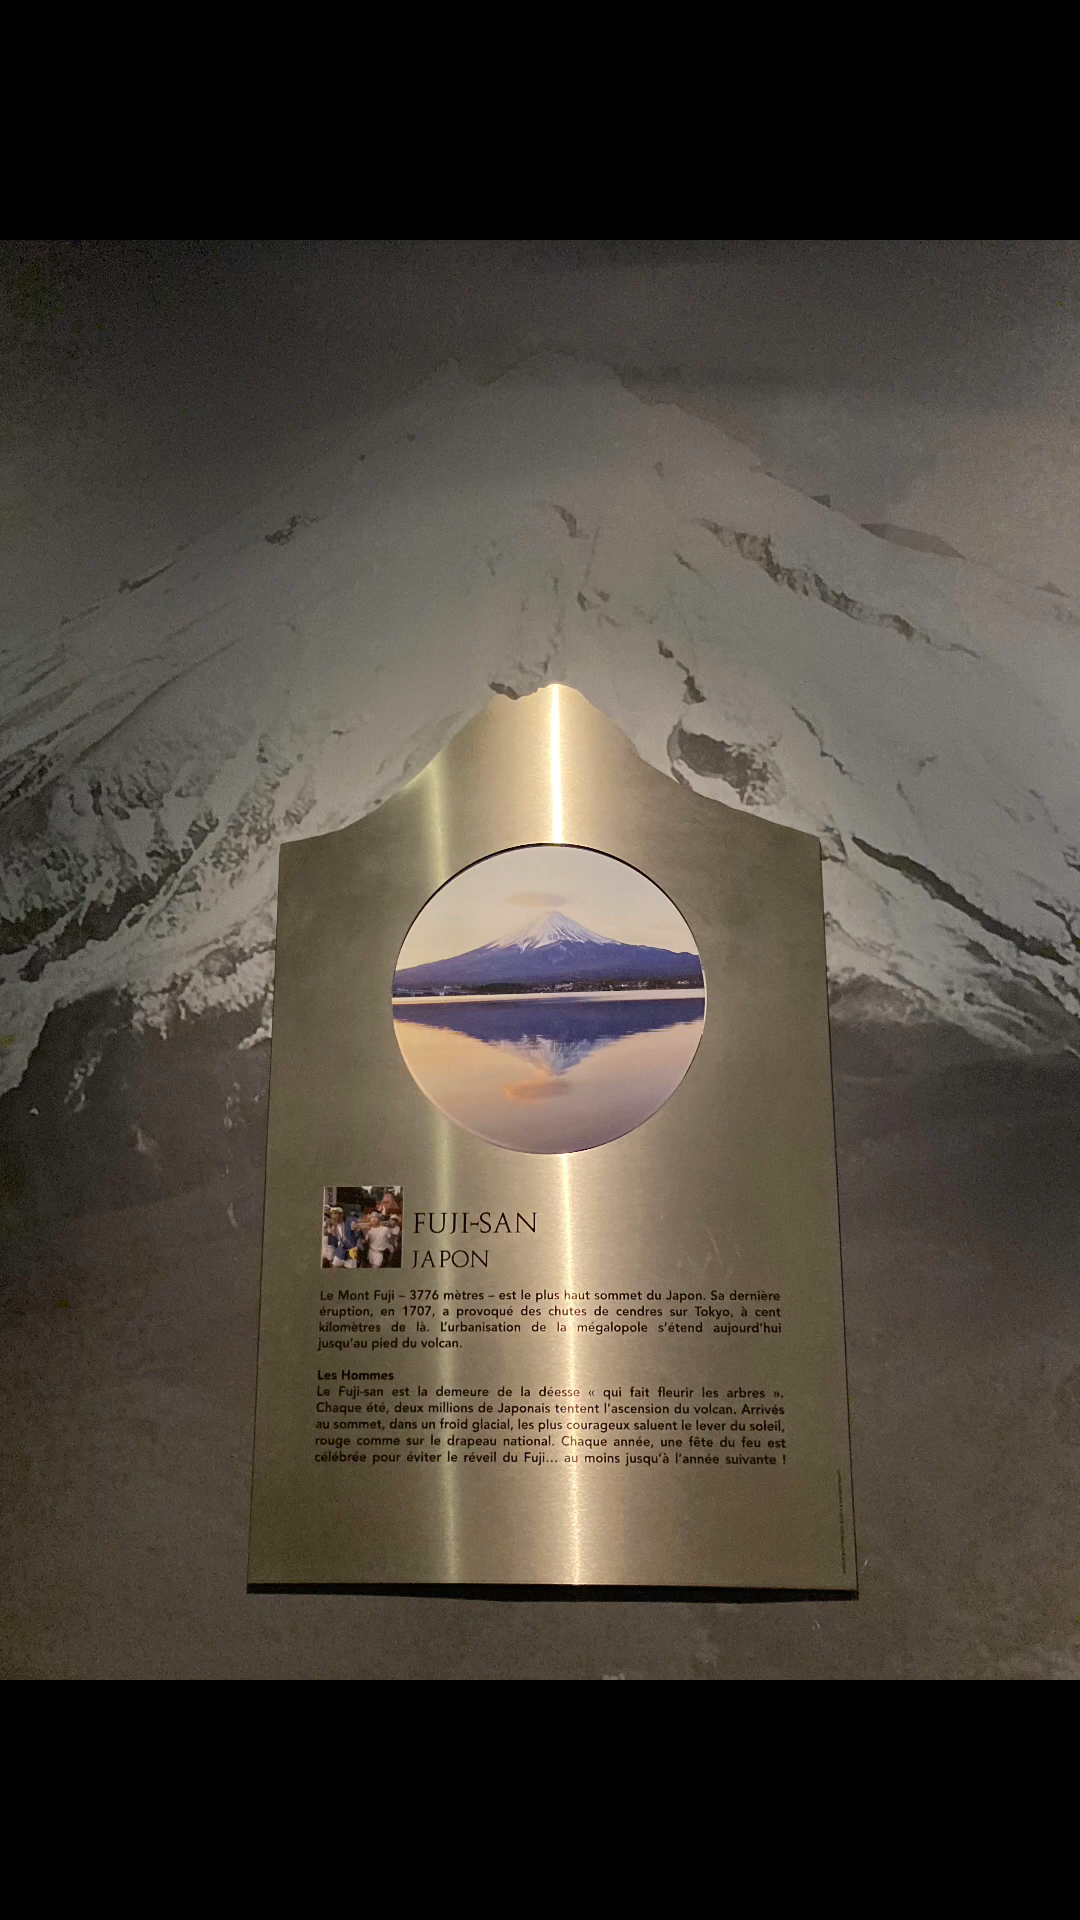 FUJI-SAN
JAPON
Le Mont Fuji – 3776 mètres – est le plus haut sommet du Japon. Sa dernière
éruption, en 1707, a provoqué des chutes de cendres sur Tokyo, à cent
kilomètres de là. L'urbanisation de la mégalopole s'étend aujourd'hui
jusqu'au pied du volcan.
Les Hommes
Le Fuji-san est la demeure de la déesse « qui fait fleurir les arbres ».
Chaque été, deux millions de Japonais tentent l'ascension du volcan. Arrivés
au sommet, dans un froid glacial, les plus courageux saluent le lever du soleil,
rouge comme sur le drapeau national. Chaque année, une fête du feu est
célébrée pour éviter le réveil du Fuji... au moins jusqu'à l'année suivante !